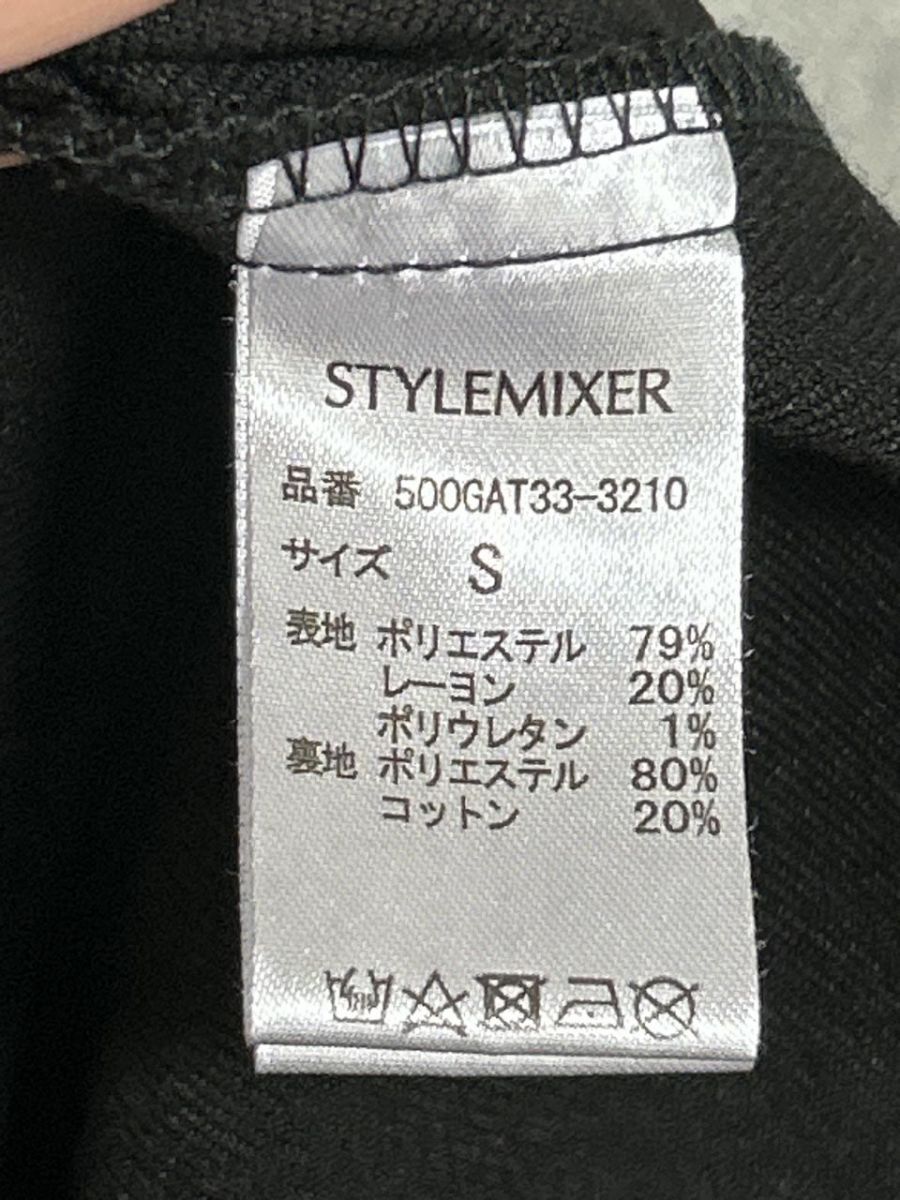 STYLEMIXER
品番 500GAT33-3210
サイズ S
表地 ポリエステル 79%
レーヨン 20%
ポリウレタン 1%
裏地 ポリエステル 80%
コットン 20%